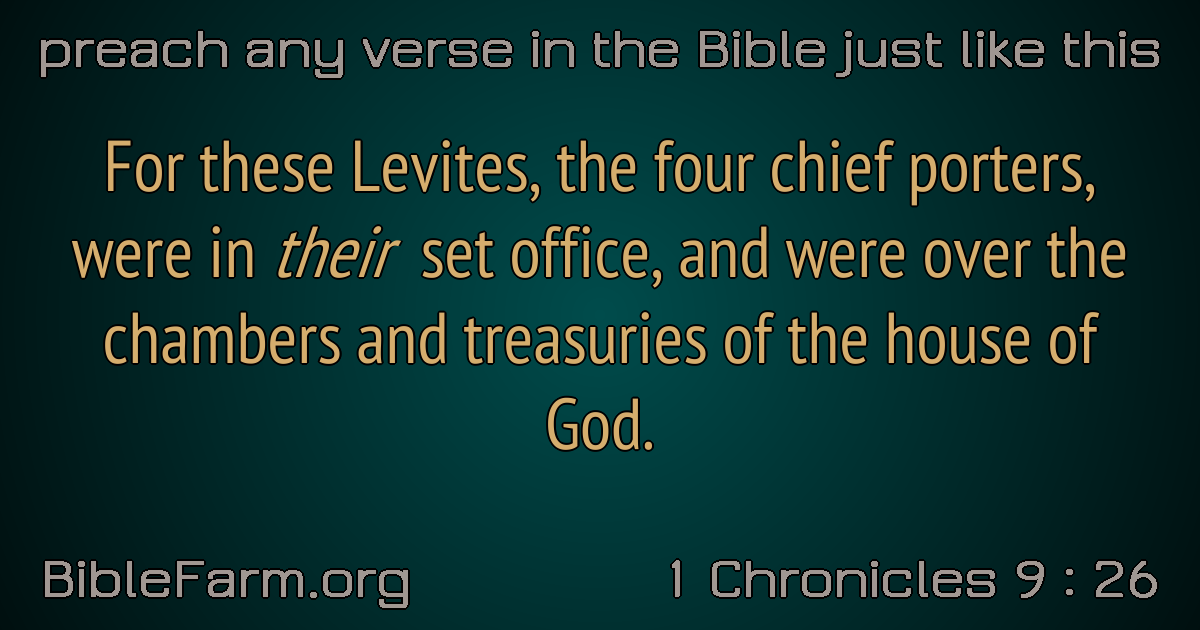 preach any verse in the Bible just like this
For these Levites, the four chief porters,
were in their set office, and were over the
chambers and treasuries of the house of
God.
BibleFarm.org 1 Chronicles 9 : 26